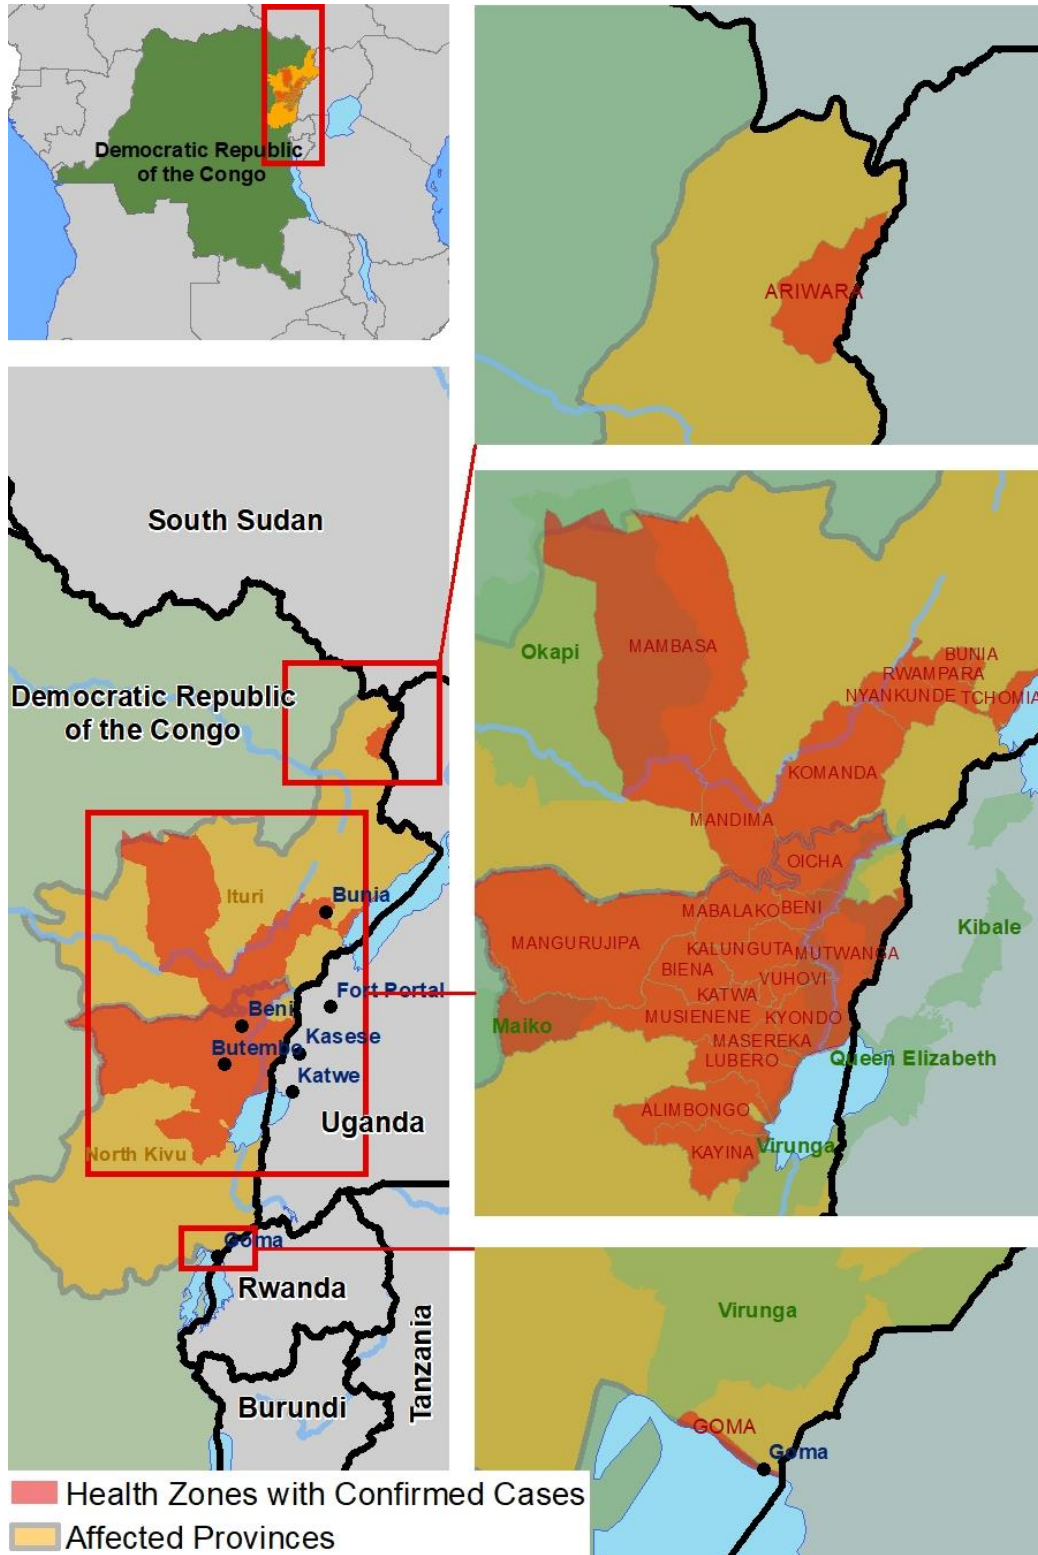 Democratic Republic
of the Congo
ARIWARA
South Sudan
Democratic Republic
of the Congo
Ituri
Bunia
Fort Portal
Beni
Kasese
Butembo
Katwe
Uganda
North Kivu
Goma
Rwanda
Tanzania
Burundi
Okapi
MAMBASA
BUNIA
RWAMPARA
NYANKUNDE
TCHOMIA
KOMANDA
MANDIMA
OICHA
MABALAKO
BENI
Kibale
MANGURUJIPA
KALUNGUTA
MUTWANGA
BIENA
VUHOVI
KATWA
Maiko
MUSIENENE
KYONDO
MASEREKA
LUBERO
Queen Elizabeth
ALIMBONGO
KAYINA
Virunga
Virunga
GOMA
Goma
Health Zones with Confirmed Cases
Affected Provinces